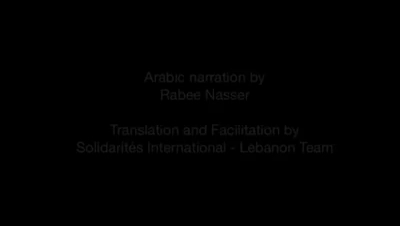 Arabic narration by
Rabee Nasser
Translation and Facilitation by
Solidarités International - Lebanon Team